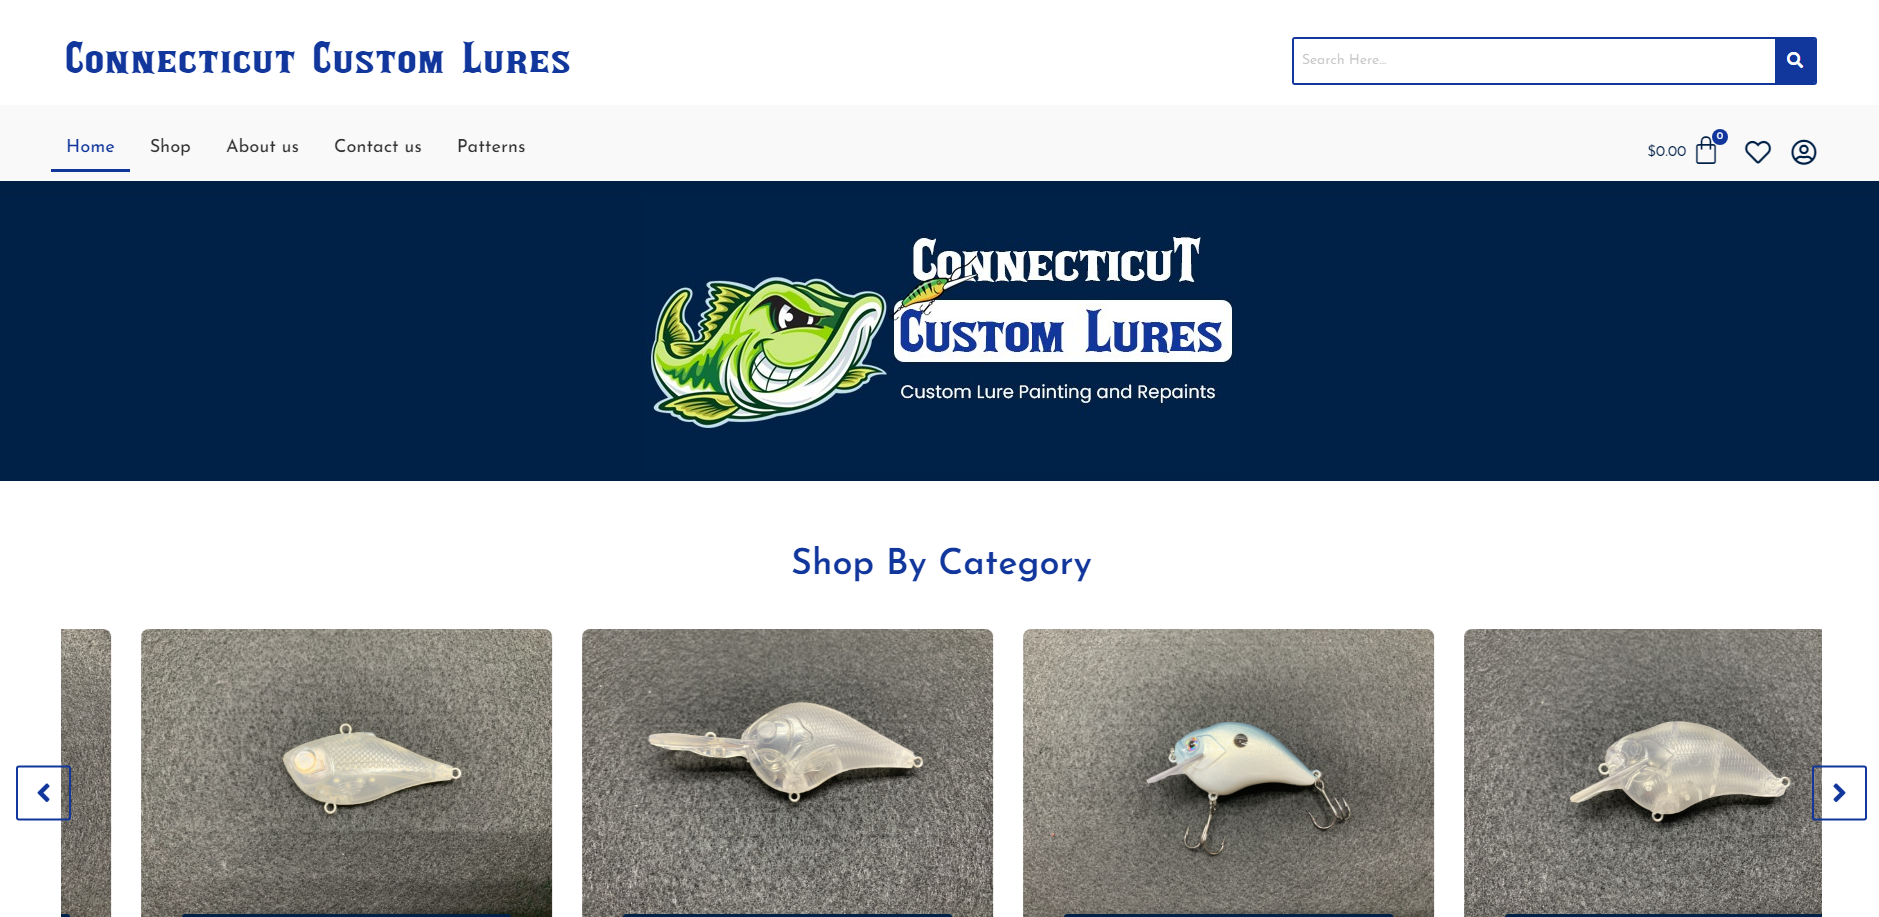 Connecticut Custom Lures
Search Here...
Home Shop About us Contact us Patterns
$0.00 0
Connecticut
Custom Lures
Custom Lure Painting and Repaints
Shop By Category